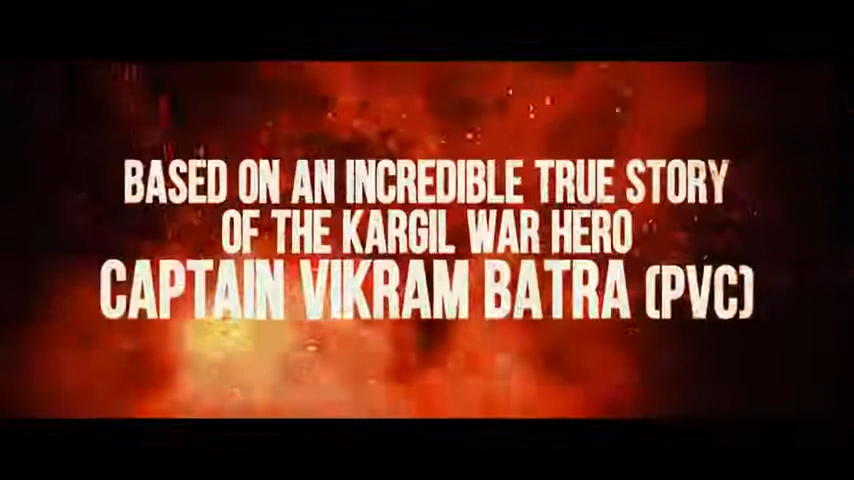 BASED ON AN INCREDIBLE TRUE STORY
OF THE KARGIL WAR HERO
CAPTAIN VIKRAM BATRA (PVC)